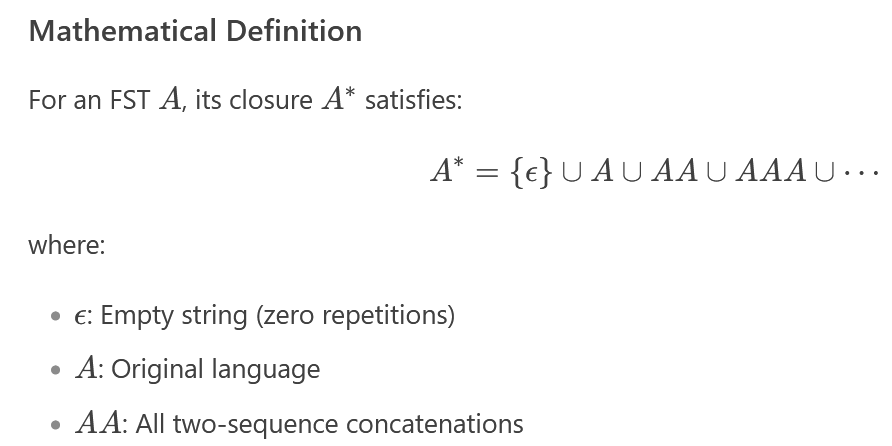 Mathematical Definition
For an FST A, its closure A* satisfies:
A* = {ϵ} ∪ A ∪ AA ∪ AAA ∪ ⋯
where:
• ϵ: Empty string (zero repetitions)
• A: Original language
• AA: All two-sequence concatenations